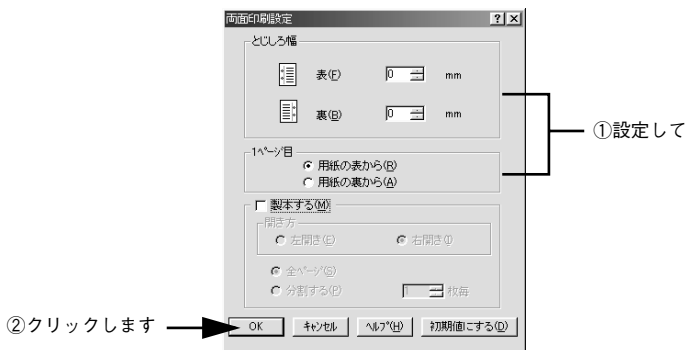 両面印刷設定
とじしろ幅
表(F) 0 mm
裏(B) 0 mm
①設定して
1ページ目
用紙の表から(R)
用紙の裏から(A)
製本する(M)
開き方
左開き(E) 右開き(I)
全ページ(S)
分割する(P) 1 枚毎
②クリックします
OK キャンセル ヘルプ(H) 初期値にする(D)